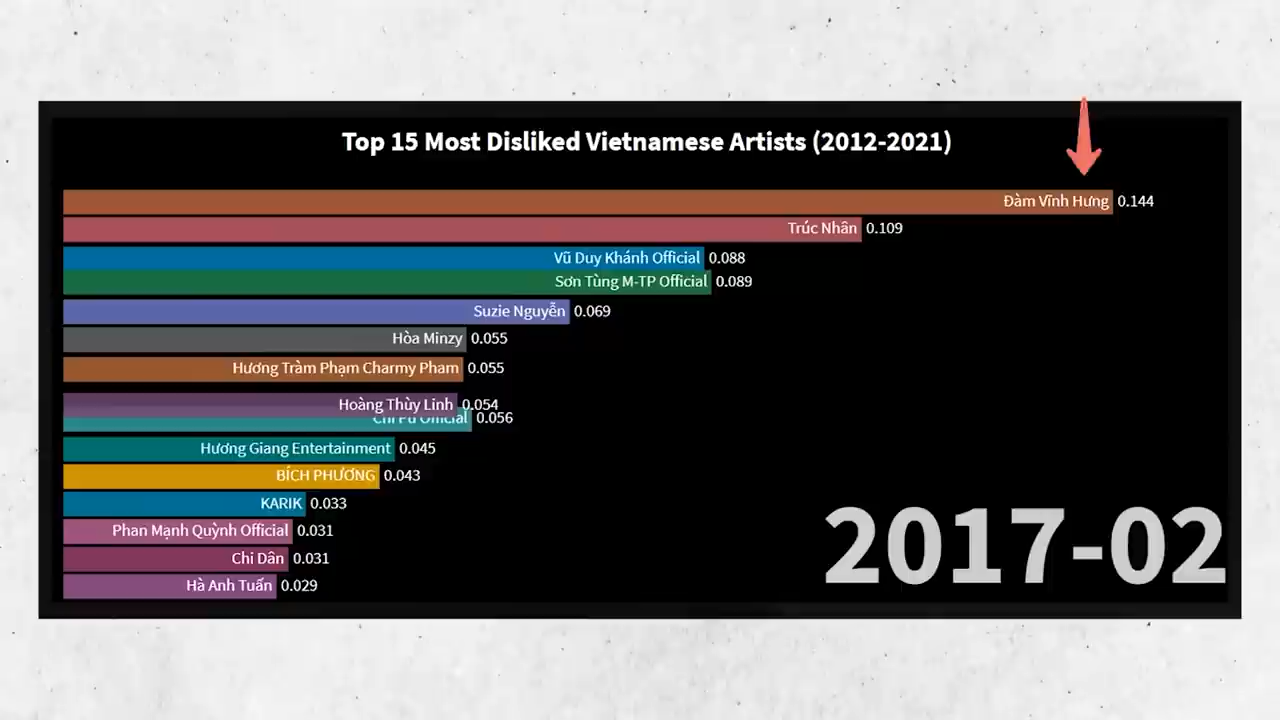 Top 15 Most Disliked Vietnamese Artists (2012-2021)
Đàm Vĩnh Hưng 0.144
Trúc Nhân 0.109
Vũ Duy Khánh Official 0.088
Sơn Tùng M-TP Official 0.089
Suzie Nguyễn 0.069
Hòa Minzy 0.055
Hương Tràm Phạm Charmy Pham 0.055
Hoàng Thùy Linh 0.054
Chi Pu Official 0.056
Hương Giang Entertainment 0.045
BÍCH PHƯƠNG 0.043
KARIK 0.033
Phan Mạnh Quỳnh Official 0.031
Chi Dân 0.031
Hà Anh Tuấn 0.029
2017-02